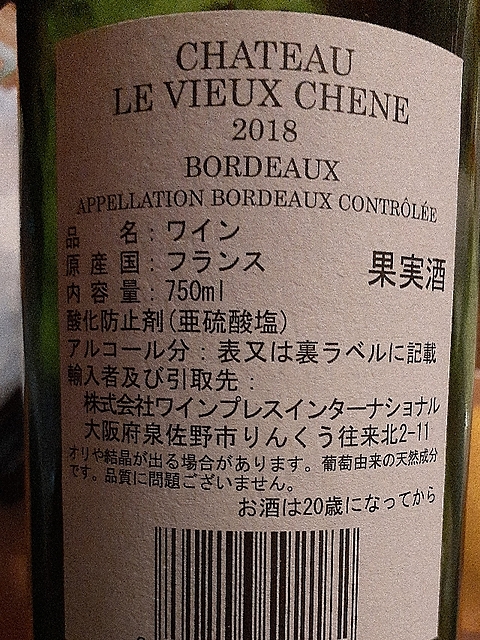 CHATEAU
LE VIEUX CHENE
2018
BORDEAUX
APPELLATION BORDEAUX CONTRÔLÉE
品 名：ワイン
原産国：フランス
果実酒
内容量：750ml
酸化防止剤(亜硫酸塩)
アルコール分：表又は裏ラベルに記載
輸入者及び引取先：
株式会社ワインプレスインターナショナル
大阪府泉佐野市りんくう往来北2-11
オリや結晶が出る場合があります。葡萄由来の天然成分
です。品質に問題ございません。
お酒は20歳になってから